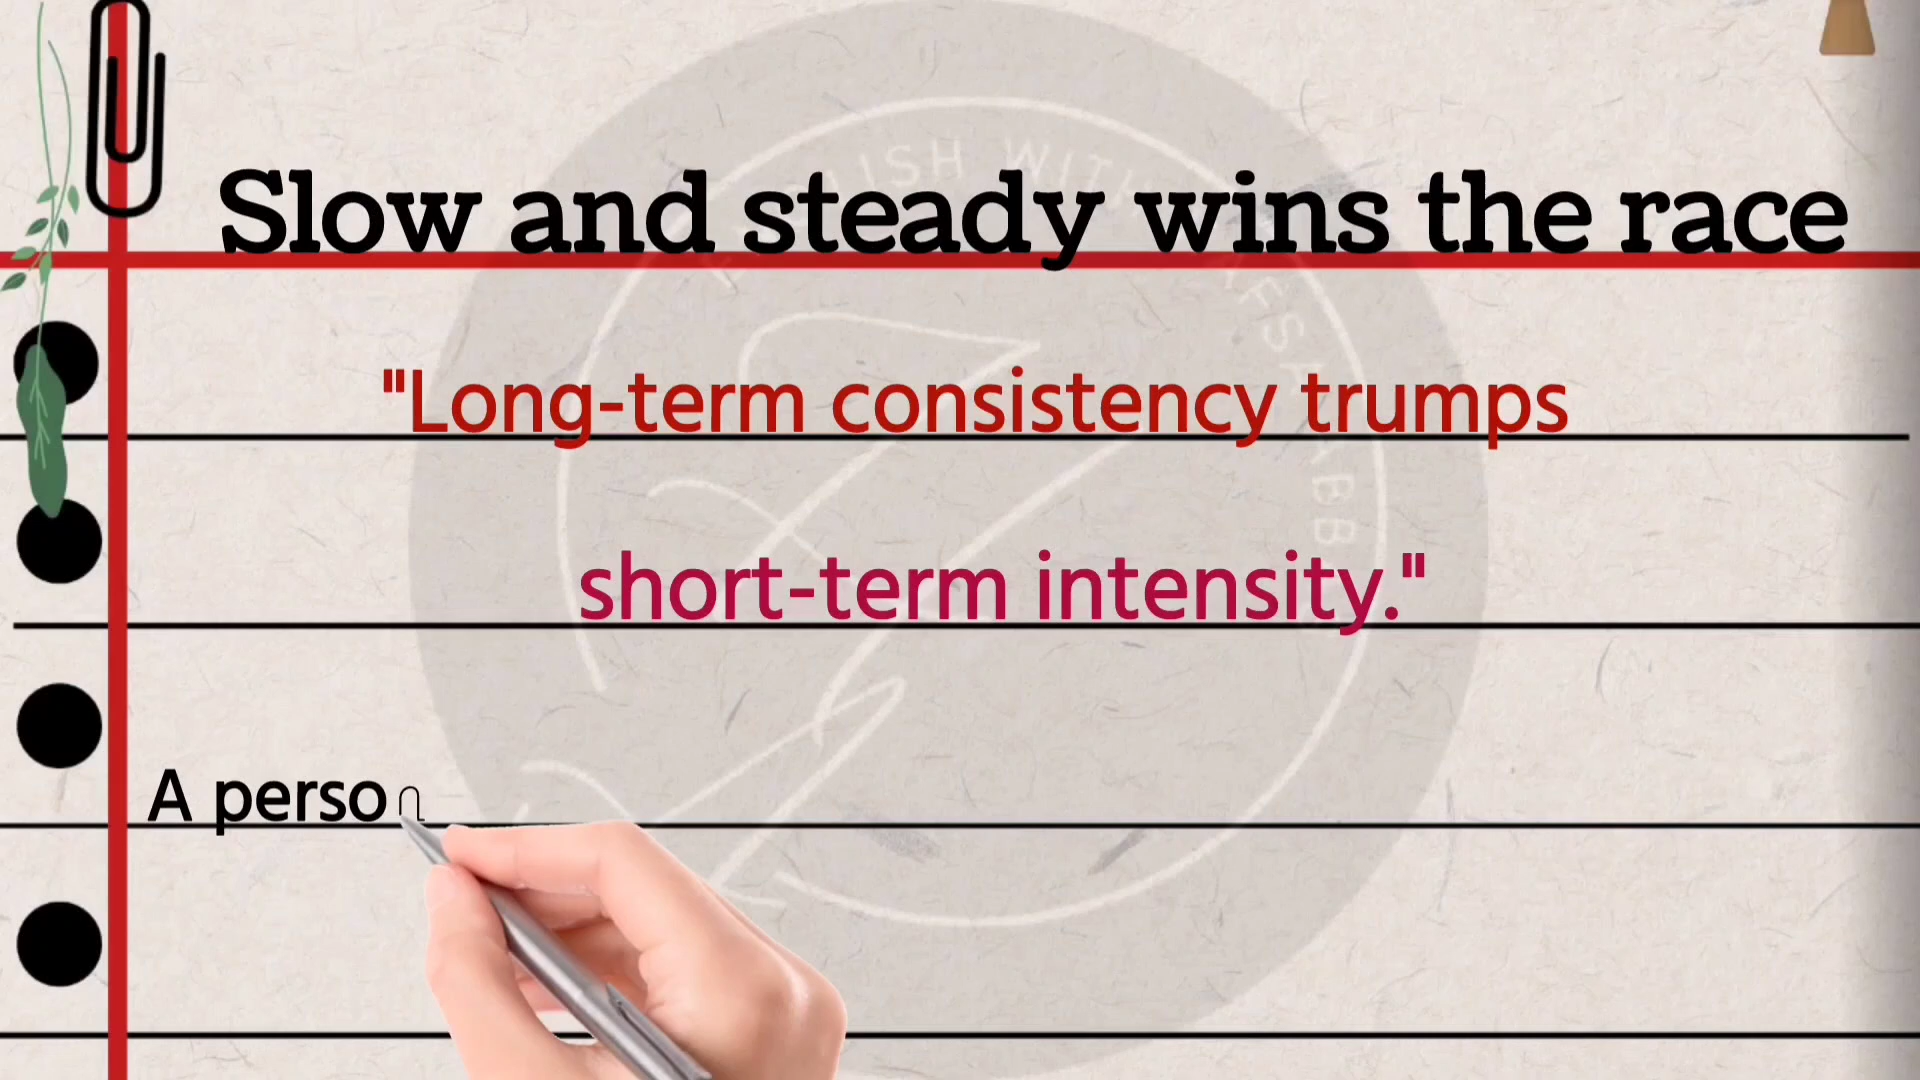 Slow and steady wins the race
"Long-term consistency trumps
short-term intensity."
A person